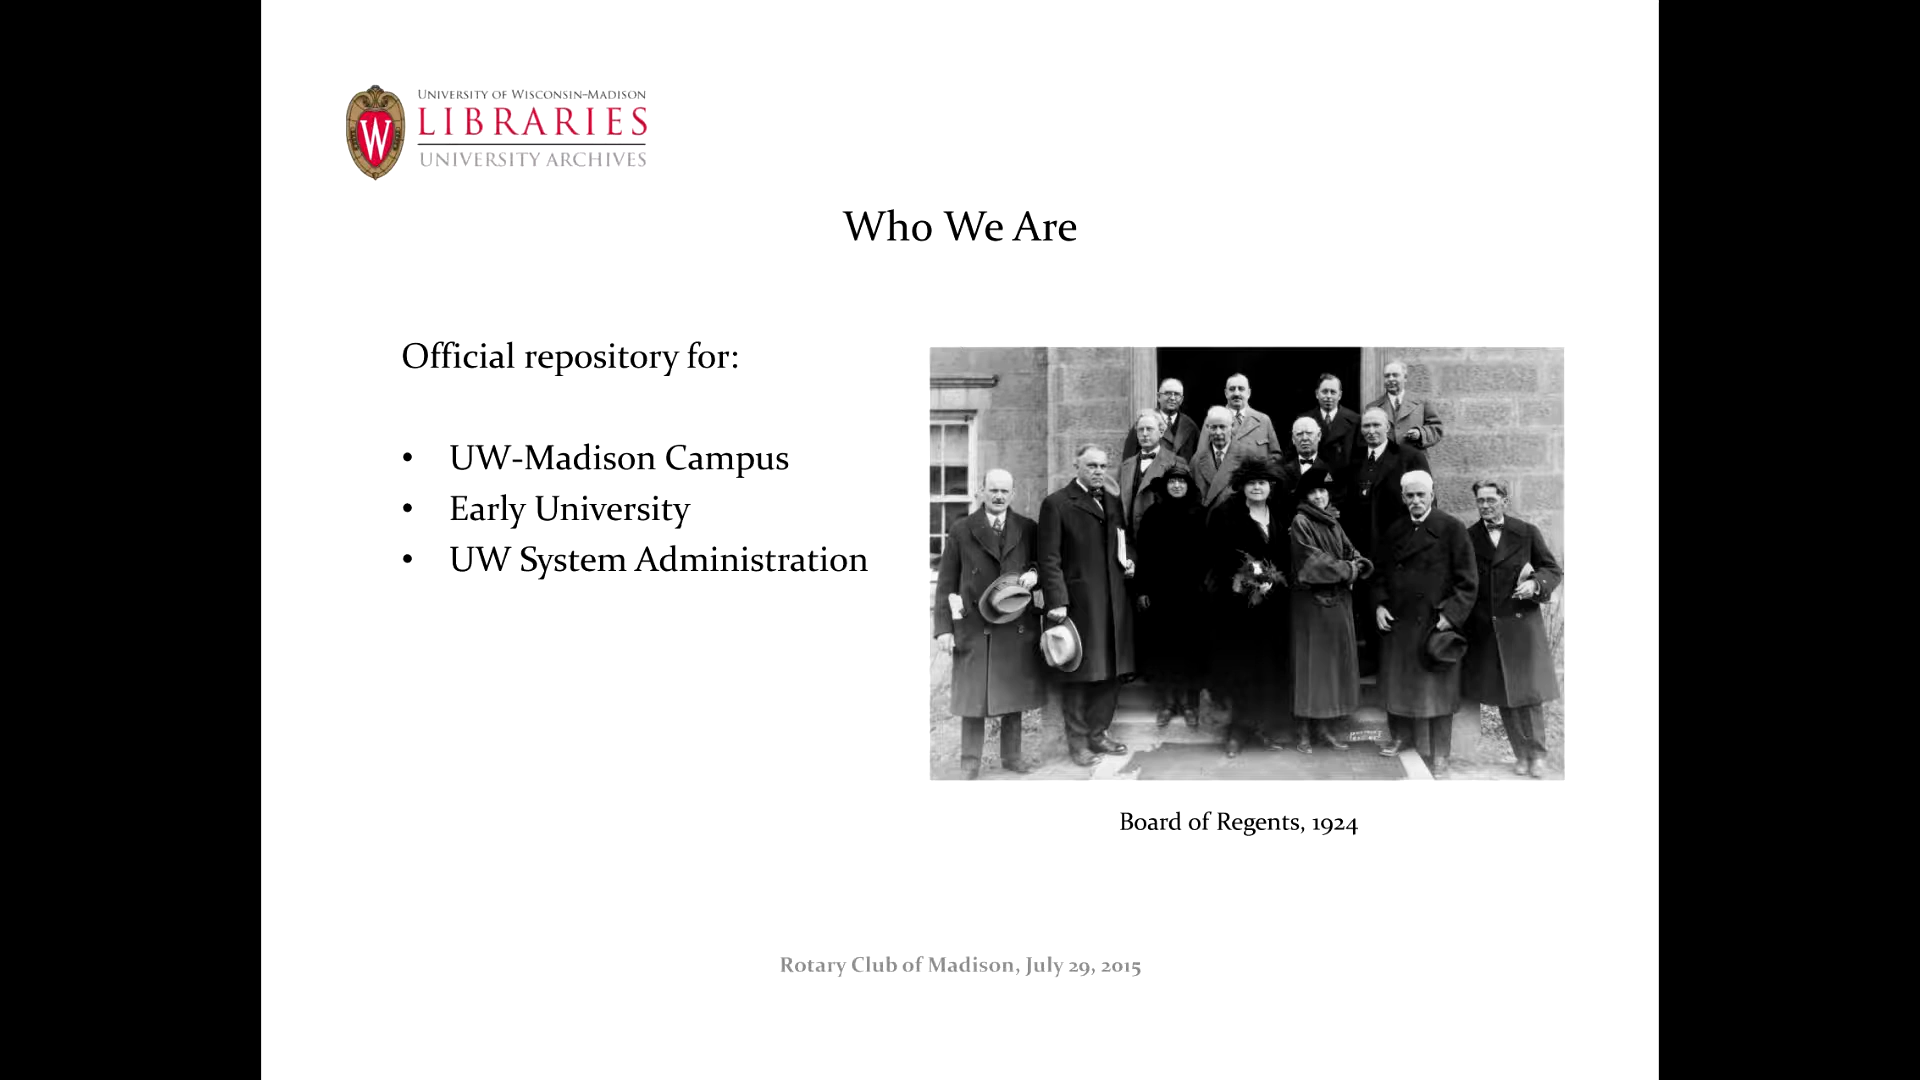 University of Wisconsin–Madison
LIBRARIES
UNIVERSITY ARCHIVES
W
Who We Are
Official repository for:
• UW-Madison Campus
• Early University
• UW System Administration
Board of Regents, 1924
Rotary Club of Madison, July 29, 2015